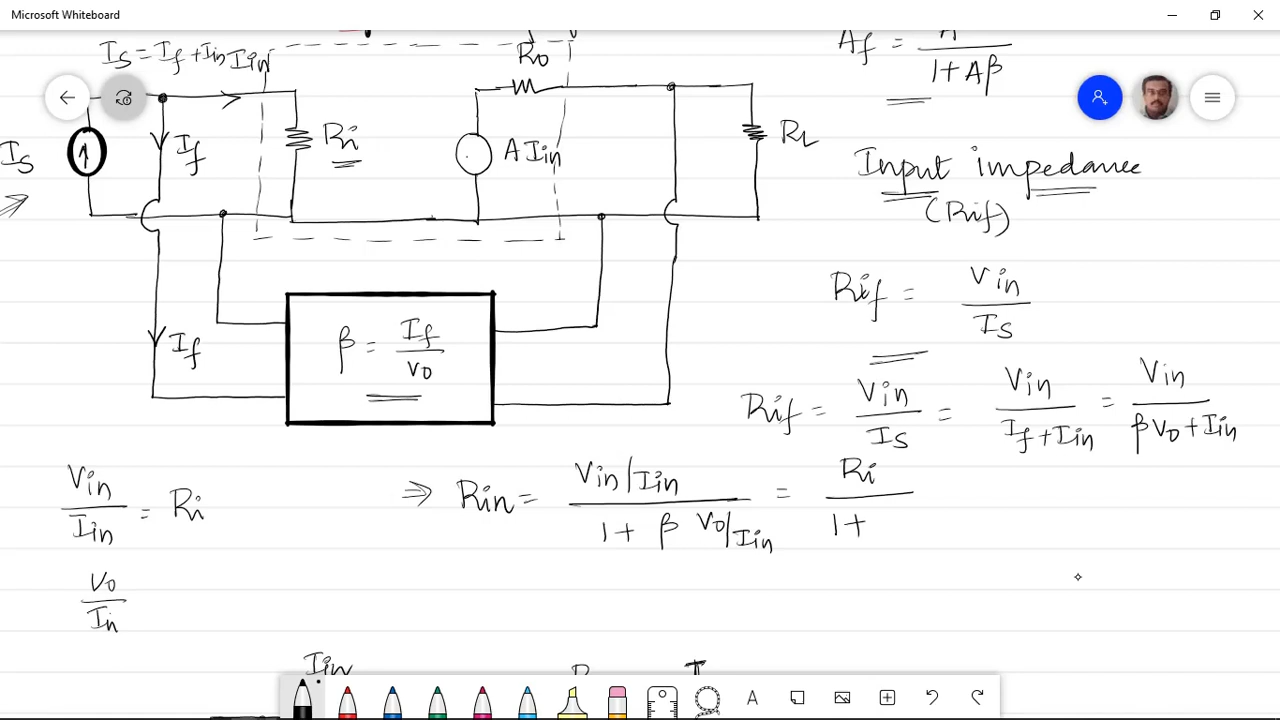 Microsoft Whiteboard
Is = If + Iin
Iin
Ro
Af = A / 1 + Aβ
Is
If
Ri
A Iin
RL
Input impedance
(Rif)
Rif = Vin / Is
β = If / Vo
If
Rif = Vin / Is = Vin / If + Iin = Vin / βVo + Iin
Vin / Iin = Ri
⇒ Rin = Vin/Iin / 1 + β Vo/Iin = Ri / 1 +
Vo / In
Iin
A